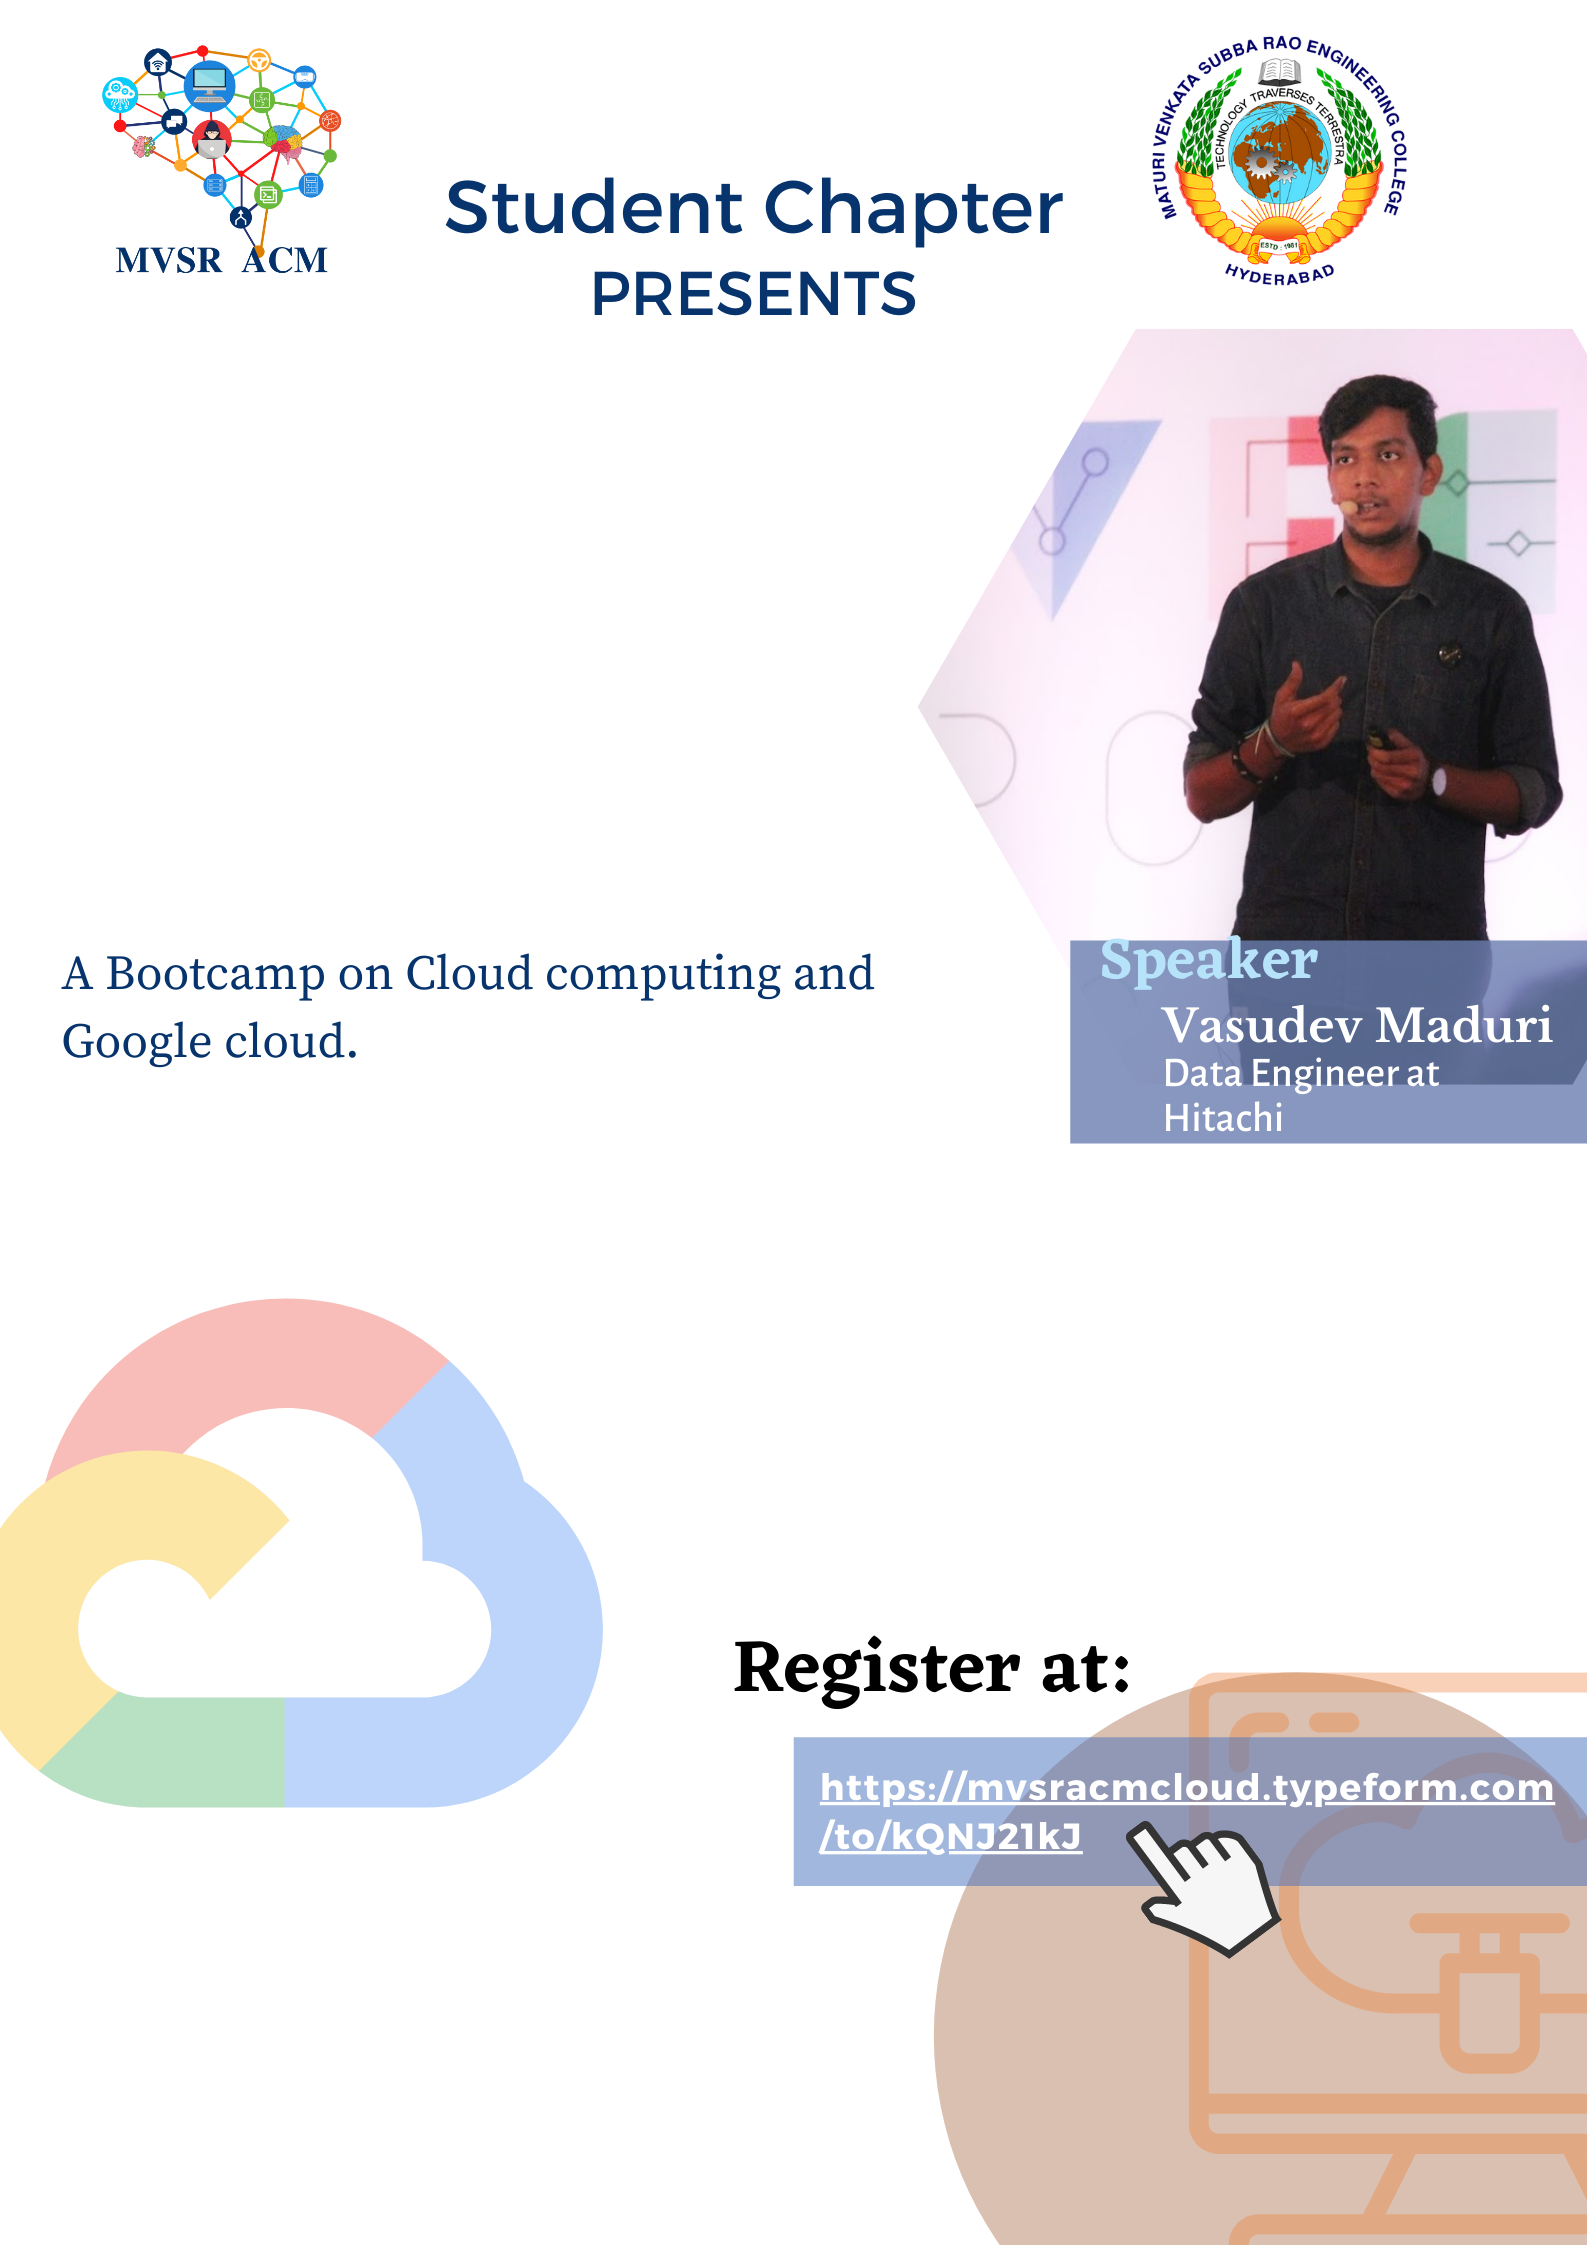 MVSR ACM
Student Chapter
PRESENTS
MATURI VENKATA SUBBA RAO ENGINEERING COLLEGE
TECHNOLOGY TRAVERSES TERRESTRA
ESTD : 1981
HYDERABAD
A Bootcamp on Cloud computing and
Google cloud.
Speaker
Vasudev Maduri
Data Engineer at
Hitachi
Register at:
https://mvsracmcloud.typeform.com
/to/kQNJ21kJ